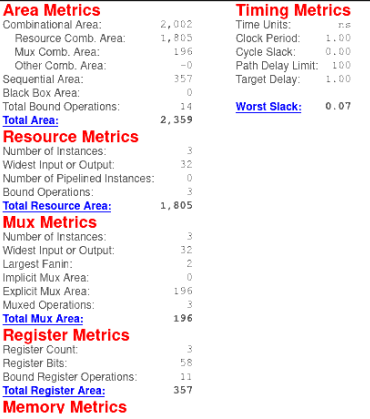 Area Metrics
Combinational Area: 2,002
Resource Comb. Area: 1,805
Mux Comb. Area: 196
Other Comb. Area: -0
Sequential Area: 357
Black Box Area: 0
Total Bound Operations: 14
Total Area: 2,359
Resource Metrics
Number of Instances: 3
Widest Input or Output: 32
Number of Pipelined Instances: 0
Bound Operations: 3
Total Resource Area: 1,805
Mux Metrics
Number of Instances: 3
Widest Input or Output: 32
Largest Fanin: 2
Implicit Mux Area: 0
Explicit Mux Area: 196
Muxed Operations: 3
Total Mux Area: 196
Register Metrics
Register Count: 3
Register Bits: 58
Bound Register Operations: 11
Total Register Area: 357
Memory Metrics
Timing Metrics
Time Units: ns
Clock Period: 1.00
Cycle Slack: 0.00
Path Delay Limit: 100
Target Delay: 1.00
Worst Slack: 0.07